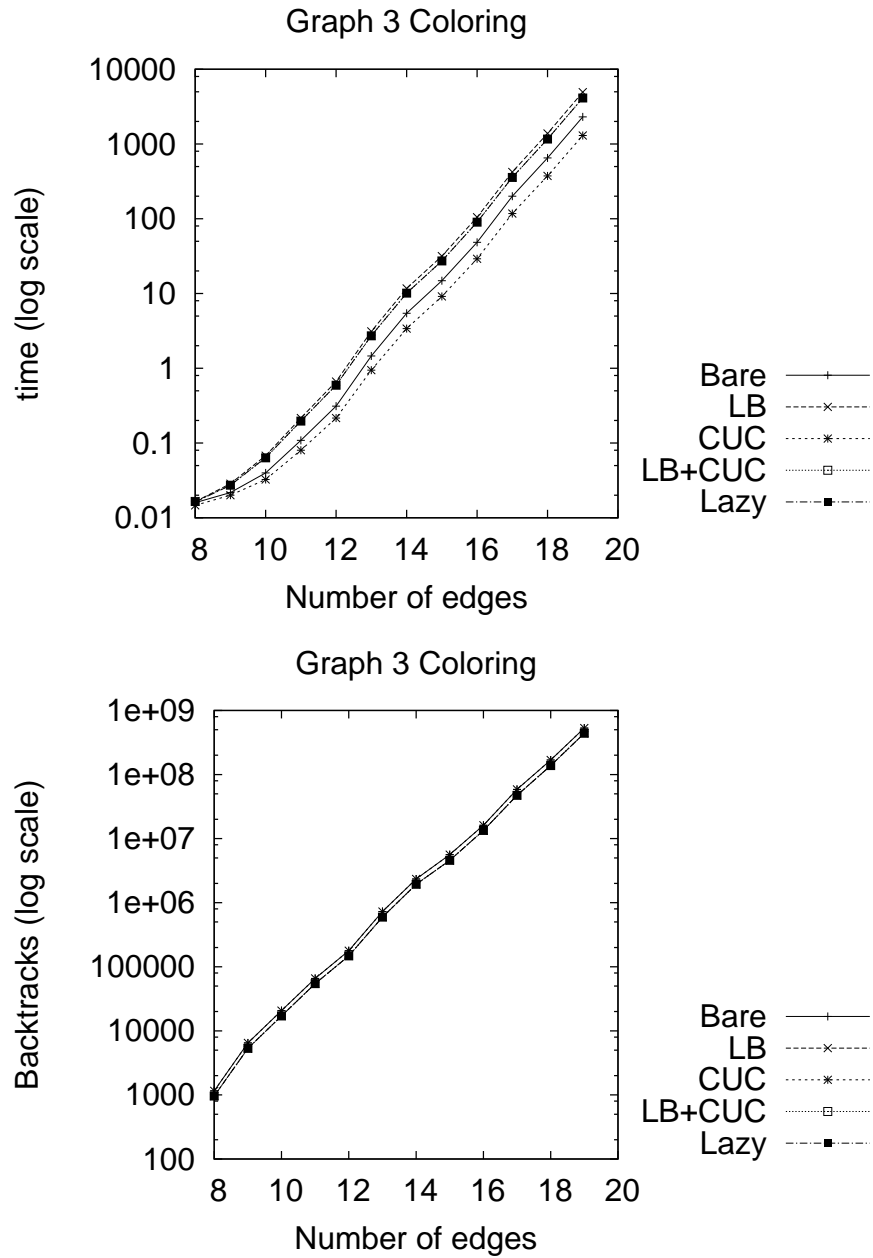 Graph 3 Coloring
10000
1000
100
10
1
0.1
0.01
time (log scale)
8 10 12 14 16 18 20
Number of edges
Bare
LB
CUC
LB+CUC
Lazy
Graph 3 Coloring
1e+09
1e+08
1e+07
1e+06
100000
10000
1000
100
Backtracks (log scale)
8 10 12 14 16 18 20
Number of edges
Bare
LB
CUC
LB+CUC
Lazy